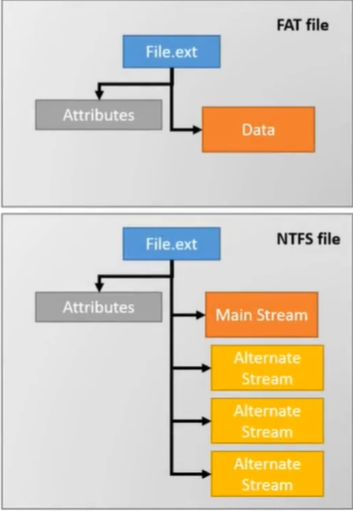 FAT file
File.ext
Attributes
Data
NTFS file
File.ext
Attributes
Main Stream
Alternate
Stream
Alternate
Stream
Alternate
Stream